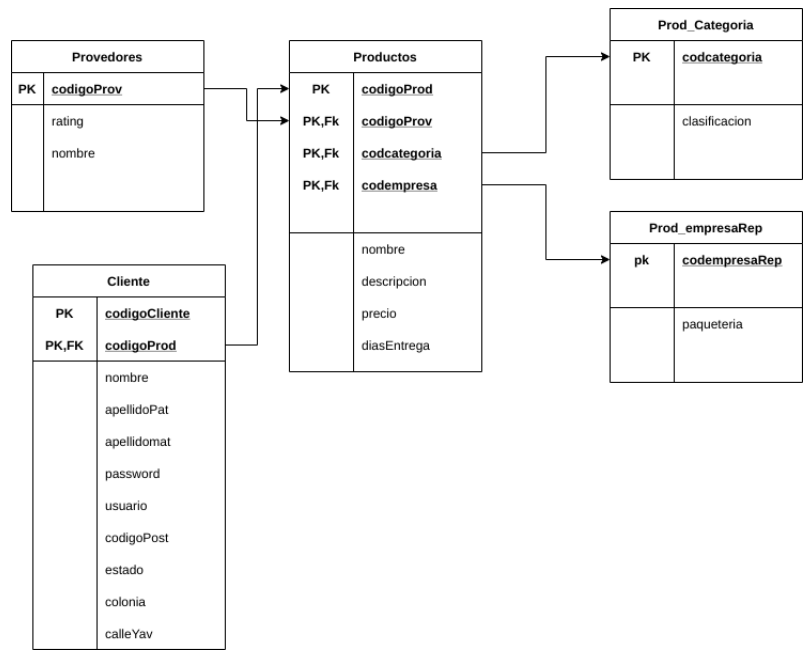 Provedores
PK codigoProv
rating
nombre
Cliente
PK codigoCliente
PK,FK codigoProd
nombre
apellidoPat
apellidomat
password
usuario
codigoPost
estado
colonia
calleYav
Productos
PK codigoProd
PK,Fk codigoProv
PK,Fk codcategoria
PK,Fk codempresa
nombre
descripcion
precio
diasEntrega
Prod_Categoria
PK codcategoria
clasificacion
Prod_empresaRep
pk codempresaRep
paqueteria